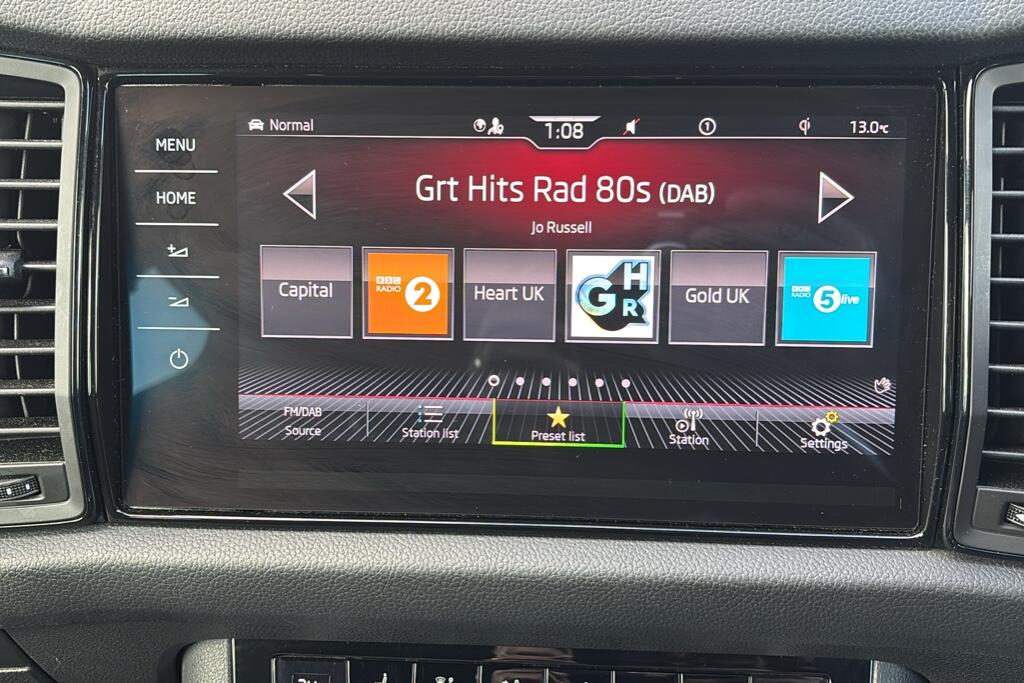 MENU
HOME
Normal
1:08
1
13.0°c
Grt Hits Rad 80s (DAB)
Jo Russell
Capital
BBC
RADIO 2
Heart UK
GHR
Gold UK
BBC
RADIO 5 live
FM/DAB
Source
Station list
Preset list
Station
Settings